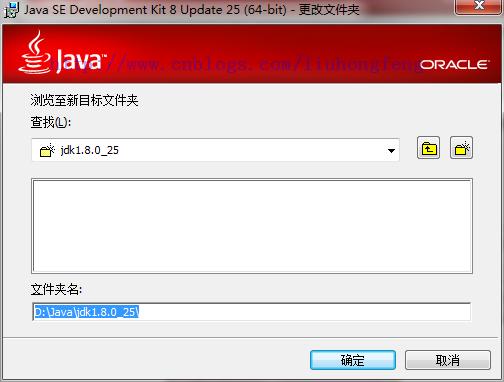 Java SE Development Kit 8 Update 25 (64-bit) - 更改文件夹
Java™
http://www.cnblogs.com/liuhongfeng
ORACLE
浏览至新目标文件夹
查找(L):
jdk1.8.0_25
文件夹名:
D:\Java\jdk1.8.0_25\
确定
取消